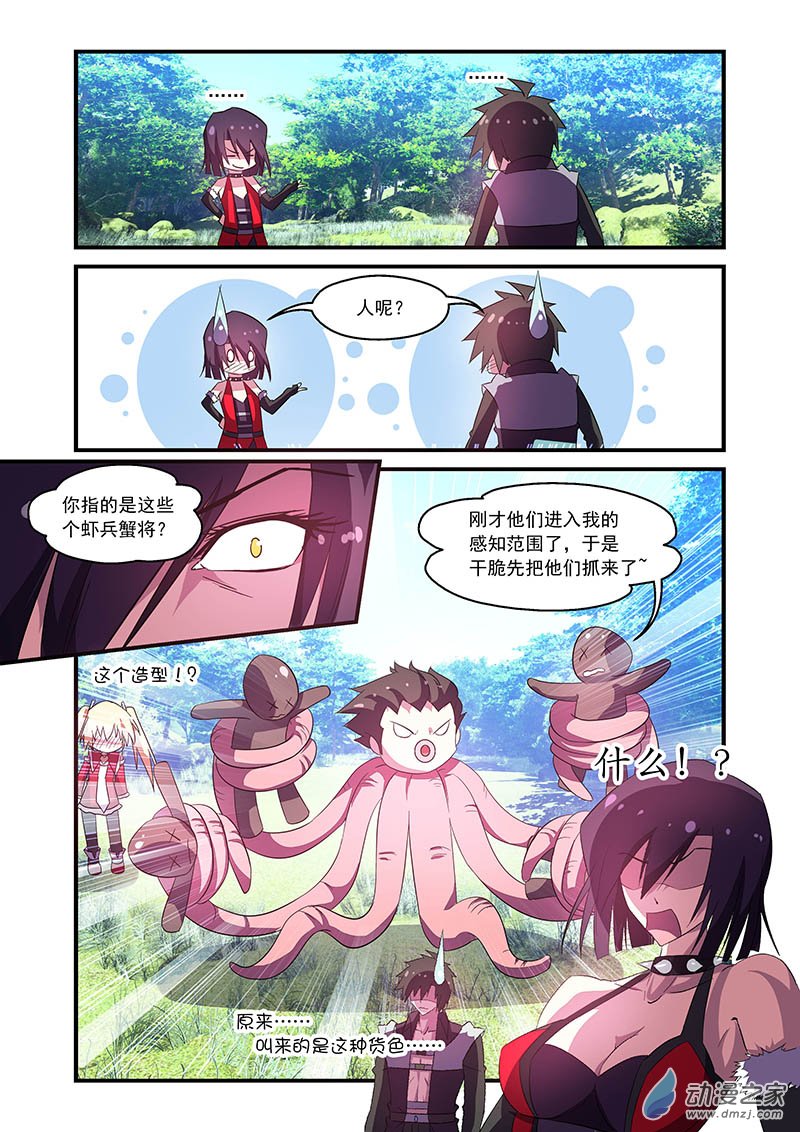 ……
……
人呢？
你指的是这些
个虾兵蟹将？
刚才他们进入我的
感知范围了，于是
干脆先把他们抓来了~
这个造型！？
什么！？
原来……
叫来的是这种货色……
动漫之家
www.dmzj.com